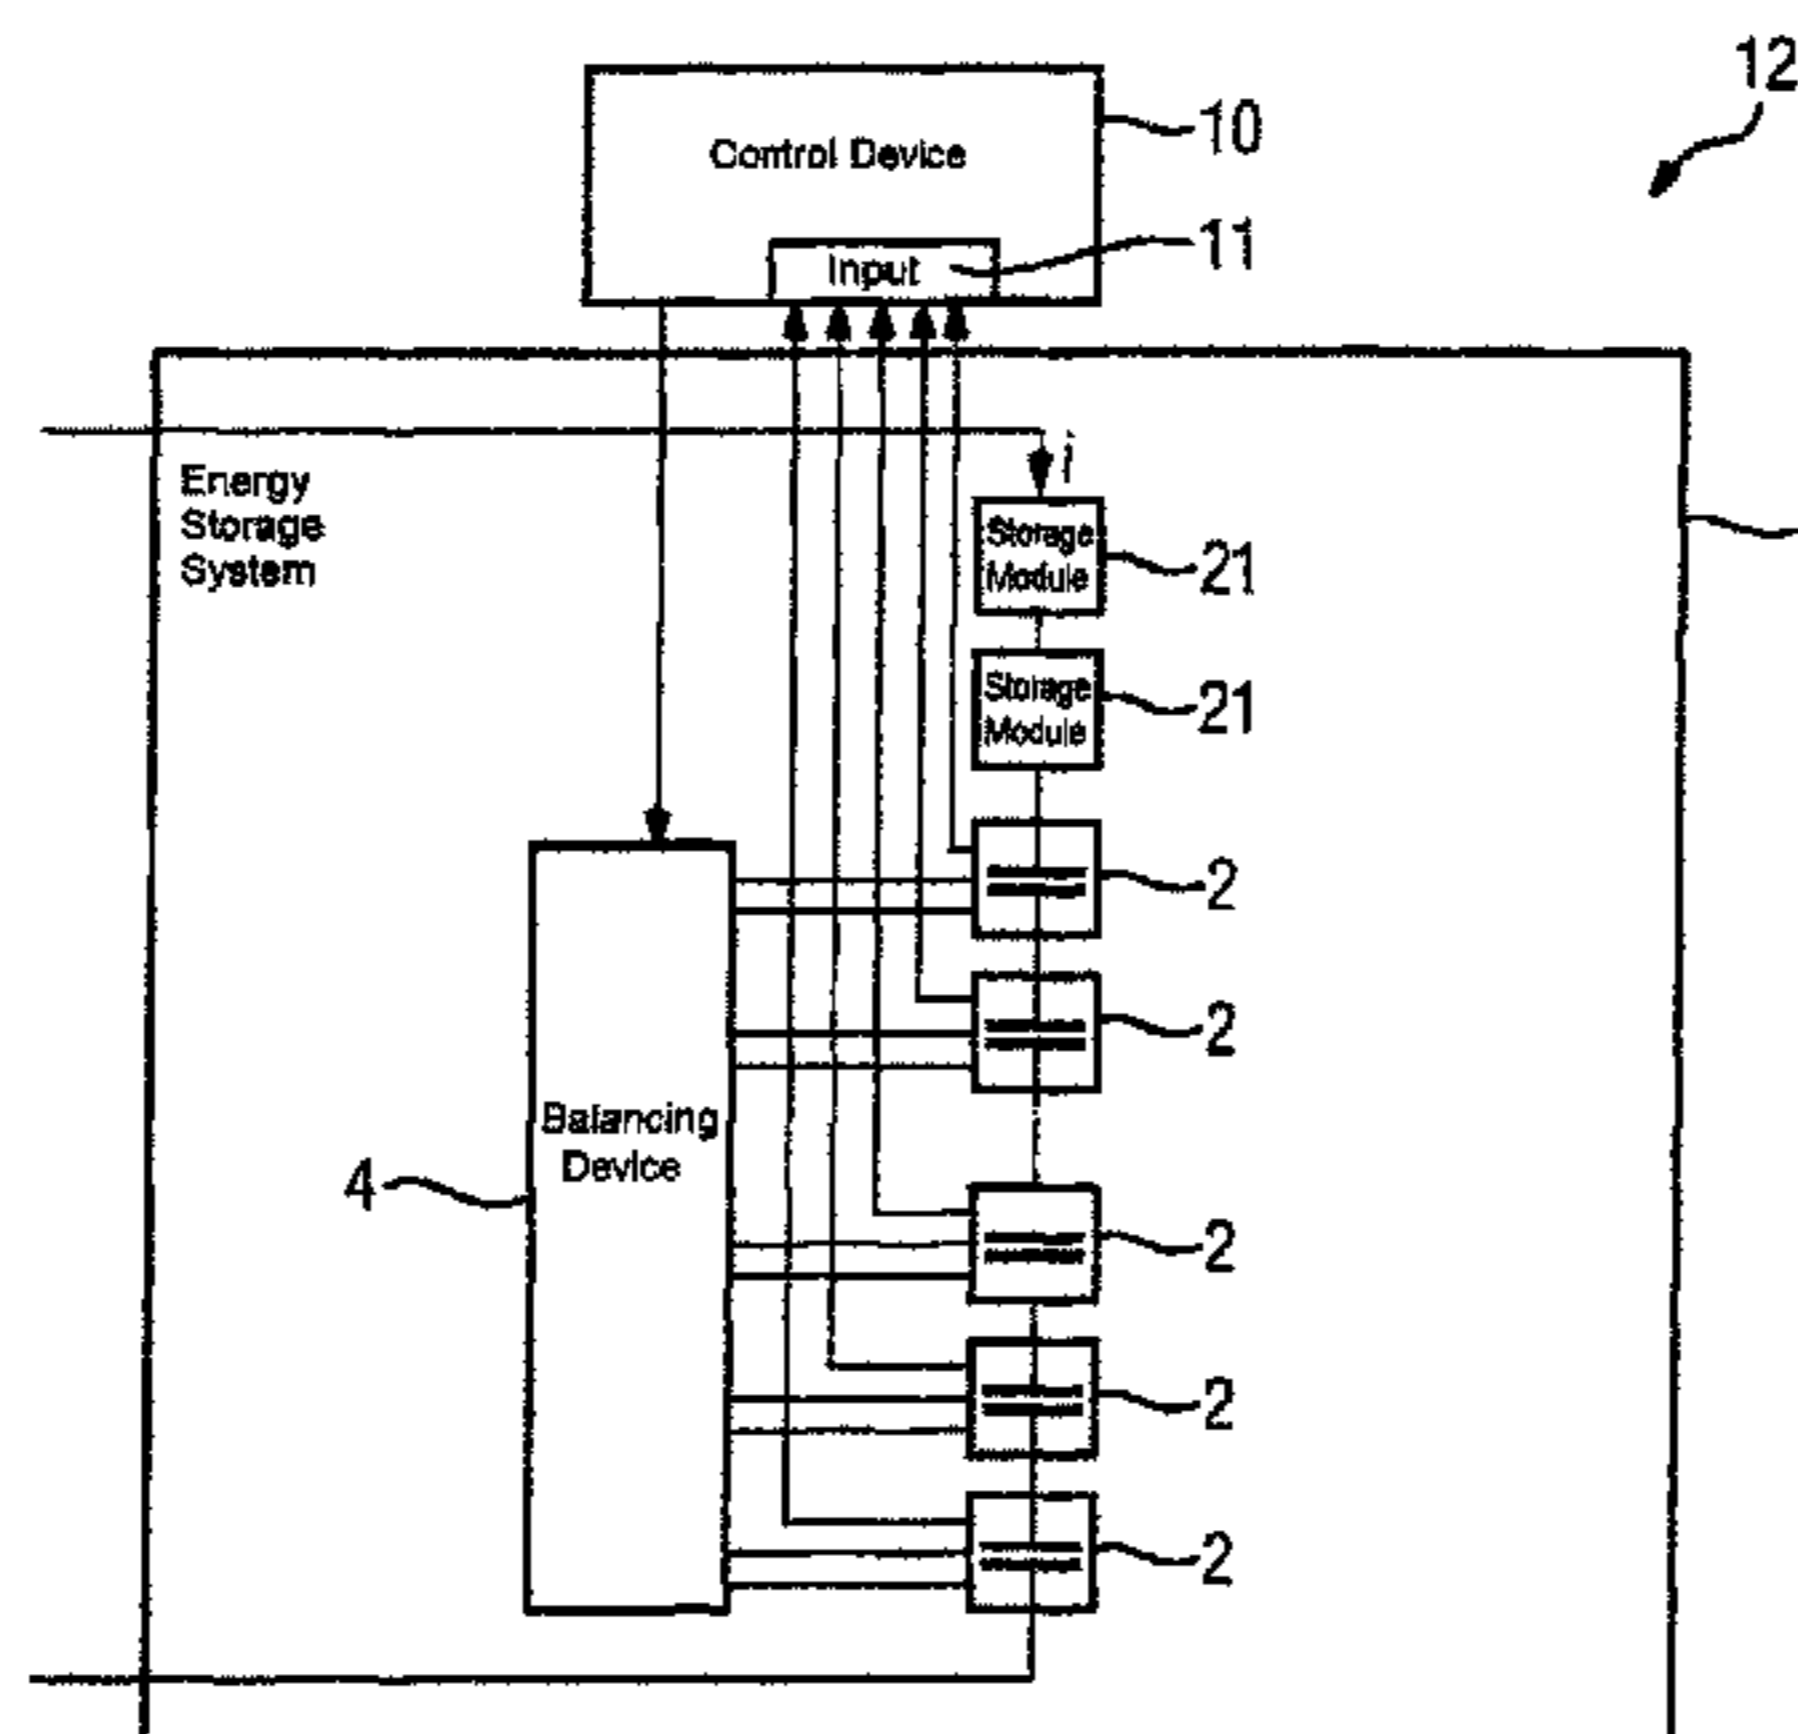 12
Control Device
10
Input
11
i
Energy
Storage
System
Storage
Module
21
Storage
Module
21
2
2
Balancing
Device
4
2
2
2